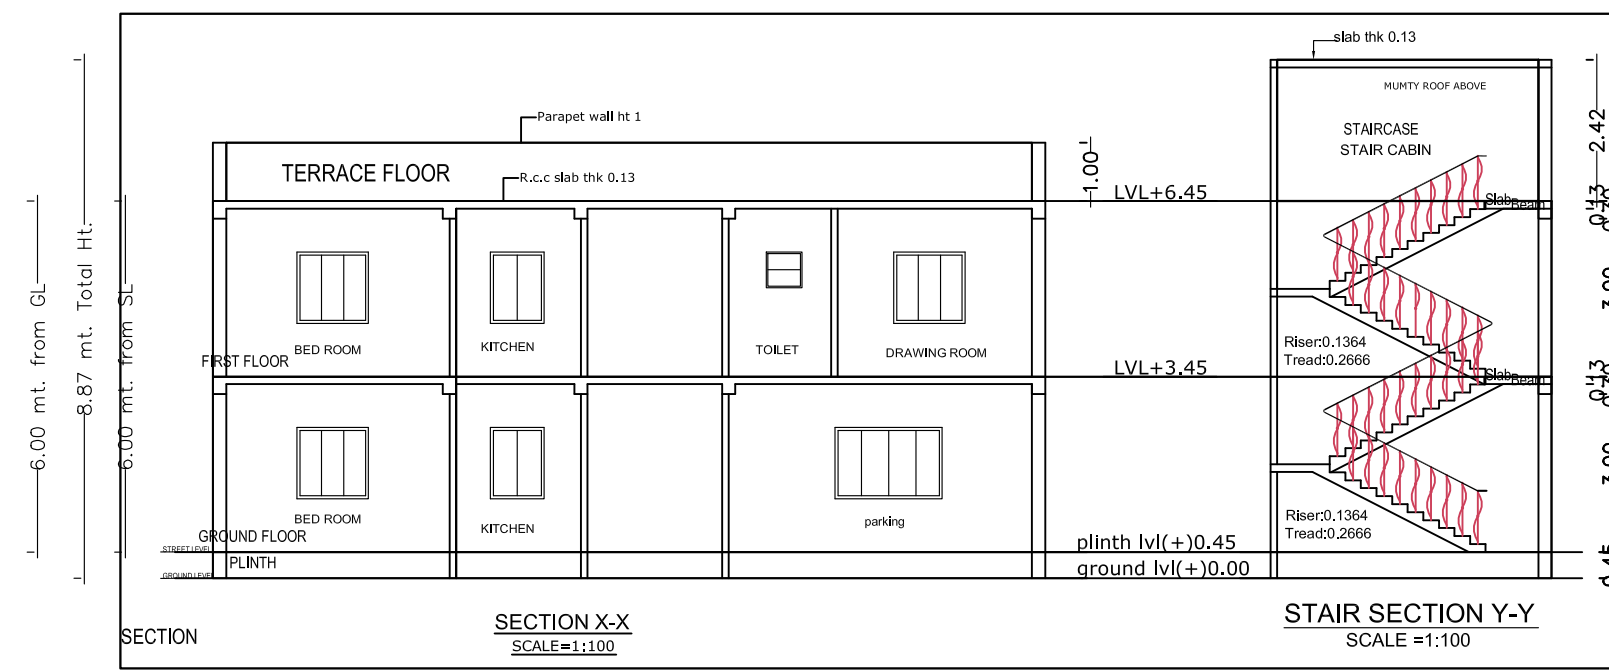 slab thk 0.13
MUMTY ROOF ABOVE
Parapet wall ht 1
STAIRCASE
STAIR CABIN
2.42
TERRACE FLOOR
R.c.c slab thk 0.13
1.00
LVL+6.45
Slab
Beam
0.13
6.00 mt. from GL
8.87 mt. Total Ht.
6.00 mt. from SL
BED ROOM
KITCHEN
TOILET
DRAWING ROOM
Riser:0.1364
Tread:0.2666
FIRST FLOOR
LVL+3.45
Slab
Beam
0.13
BED ROOM
KITCHEN
parking
Riser:0.1364
Tread:0.2666
GROUND FLOOR
STREET LEVEL
plinth lvl(+)0.45
PLINTH
GROUND LEVEL
ground lvl(+)0.00
SECTION
SECTION X-X
SCALE=1:100
STAIR SECTION Y-Y
SCALE =1:100